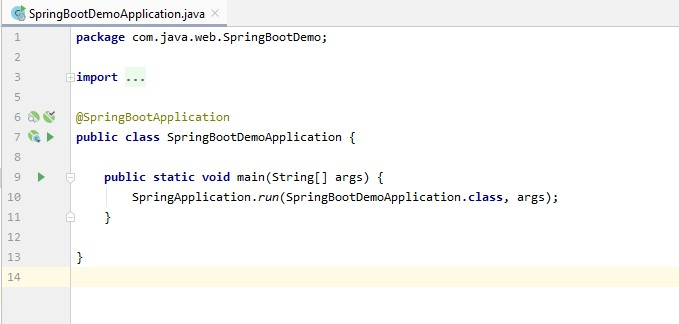 SpringBootDemoApplication.java
1 package com.java.web.SpringBootDemo;
2
3 import ...
5
6 @SpringBootApplication
7 public class SpringBootDemoApplication {
8
9 public static void main(String[] args) {
10 SpringApplication.run(SpringBootDemoApplication.class, args);
11 }
12
13 }
14